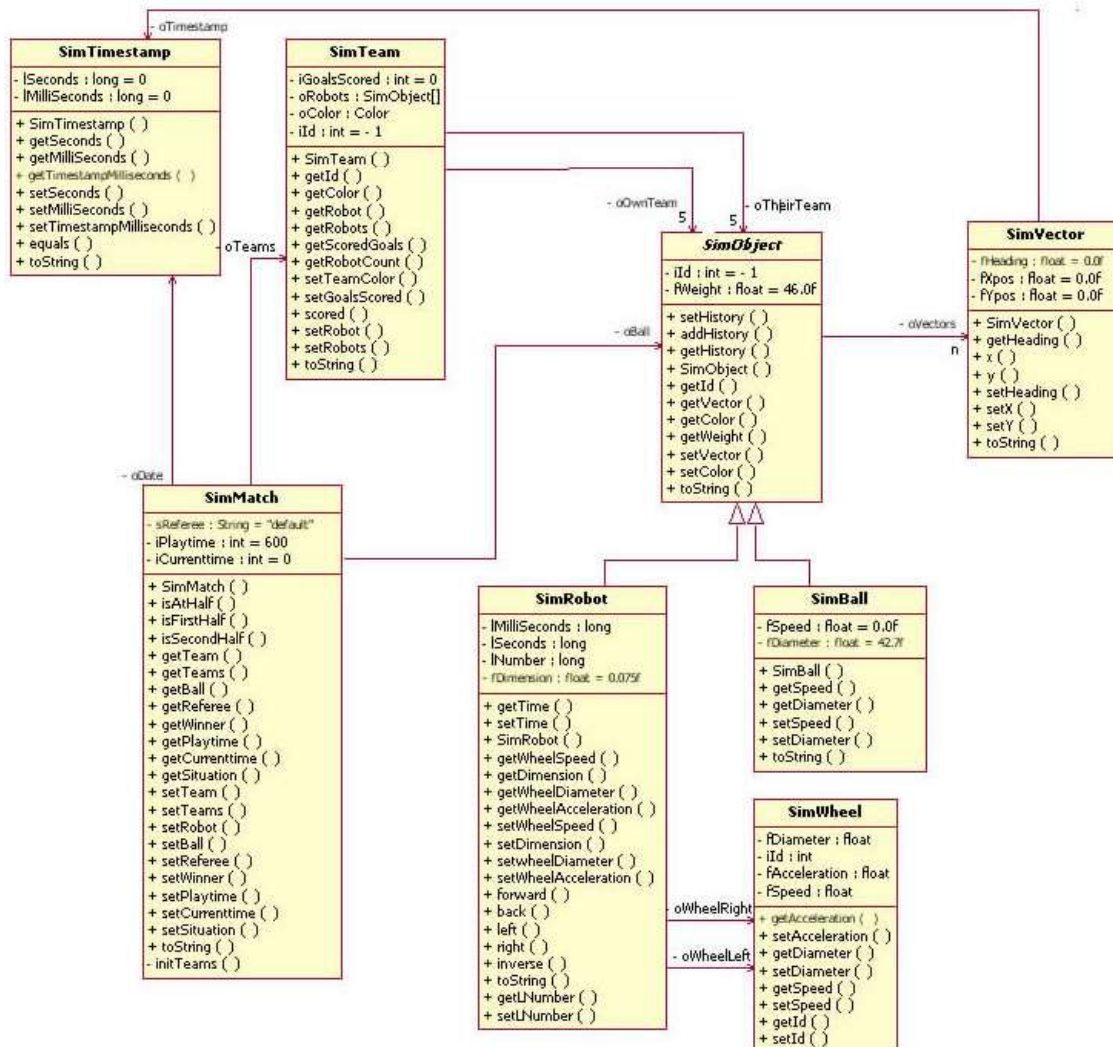 - oTimestamp
SimTimestamp
- lSeconds : long = 0
- lMilliSeconds : long = 0
+ SimTimestamp ( )
+ getSeconds ( )
+ getMilliSeconds ( )
+ getTimestampMilliseconds ( )
+ setSeconds ( )
+ setMilliSeconds ( )
+ setTimestampMilliseconds ( )
+ equals ( )
+ toString ( )
SimTeam
- iGoalsScored : int = 0
- oRobots : SimObject[]
- oColor : Color
- iId : int = - 1
+ SimTeam ( )
+ getId ( )
+ getColor ( )
+ getRobot ( )
+ getRobots ( )
+ getScoredGoals ( )
+ getRobotCount ( )
+ setTeamColor ( )
+ setGoalsScored ( )
+ scored ( )
+ setRobot ( )
+ setRobots ( )
+ toString ( )
- oTeams
- oOwnTeam
5
- oTheirTeam
5
SimObject
- iId : int = - 1
- fWeight : float = 46.0f
+ setHistory ( )
+ addHistory ( )
+ getHistory ( )
+ SimObject ( )
+ getId ( )
+ getVector ( )
+ getColor ( )
+ getWeight ( )
+ setVector ( )
+ setColor ( )
+ toString ( )
- oBall
- oVectors
n
SimVector
- fHeading : float = 0.0f
- fXpos : float = 0.0f
- fYpos : float = 0.0f
+ SimVector ( )
+ getHeading ( )
+ x ( )
+ y ( )
+ setHeading ( )
+ setX ( )
+ setY ( )
+ toString ( )
- oDate
SimMatch
- sReferee : String = "default"
- iPlaytime : int = 600
- iCurrenttime : int = 0
+ SimMatch ( )
+ isAtHalf ( )
+ isFirstHalf ( )
+ isSecondHalf ( )
+ getTeam ( )
+ getTeams ( )
+ getBall ( )
+ getReferee ( )
+ getWinner ( )
+ getPlaytime ( )
+ getCurrenttime ( )
+ getSituation ( )
+ setTeam ( )
+ setTeams ( )
+ setRobot ( )
+ setBall ( )
+ setReferee ( )
+ setWinner ( )
+ setPlaytime ( )
+ setCurrenttime ( )
+ setSituation ( )
+ toString ( )
- initTeams ( )
SimRobot
- lMilliSeconds : long
- lSeconds : long
- lNumber : long
- fDimension : float = 0.075f
+ getTime ( )
+ setTime ( )
+ SimRobot ( )
+ getWheelSpeed ( )
+ getDimension ( )
+ getWheelDiameter ( )
+ getWheelAcceleration ( )
+ setWheelSpeed ( )
+ setDimension ( )
+ setwheelDiameter ( )
+ setWheelAcceleration ( )
+ forward ( )
+ back ( )
+ left ( )
+ right ( )
+ inverse ( )
+ toString ( )
+ getLNumber ( )
+ setLNumber ( )
SimBall
- fSpeed : float = 0.0f
- fDiameter : float = 42.7f
+ SimBall ( )
+ getSpeed ( )
+ getDiameter ( )
+ setSpeed ( )
+ setDiameter ( )
+ toString ( )
- oWheelRight
- oWheelLeft
SimWheel
- fDiameter : float
- iId : int
- fAcceleration : float
- fSpeed : float
+ getAcceleration ( )
+ setAcceleration ( )
+ getDiameter ( )
+ setDiameter ( )
+ getSpeed ( )
+ setSpeed ( )
+ getId ( )
+ setId ( )